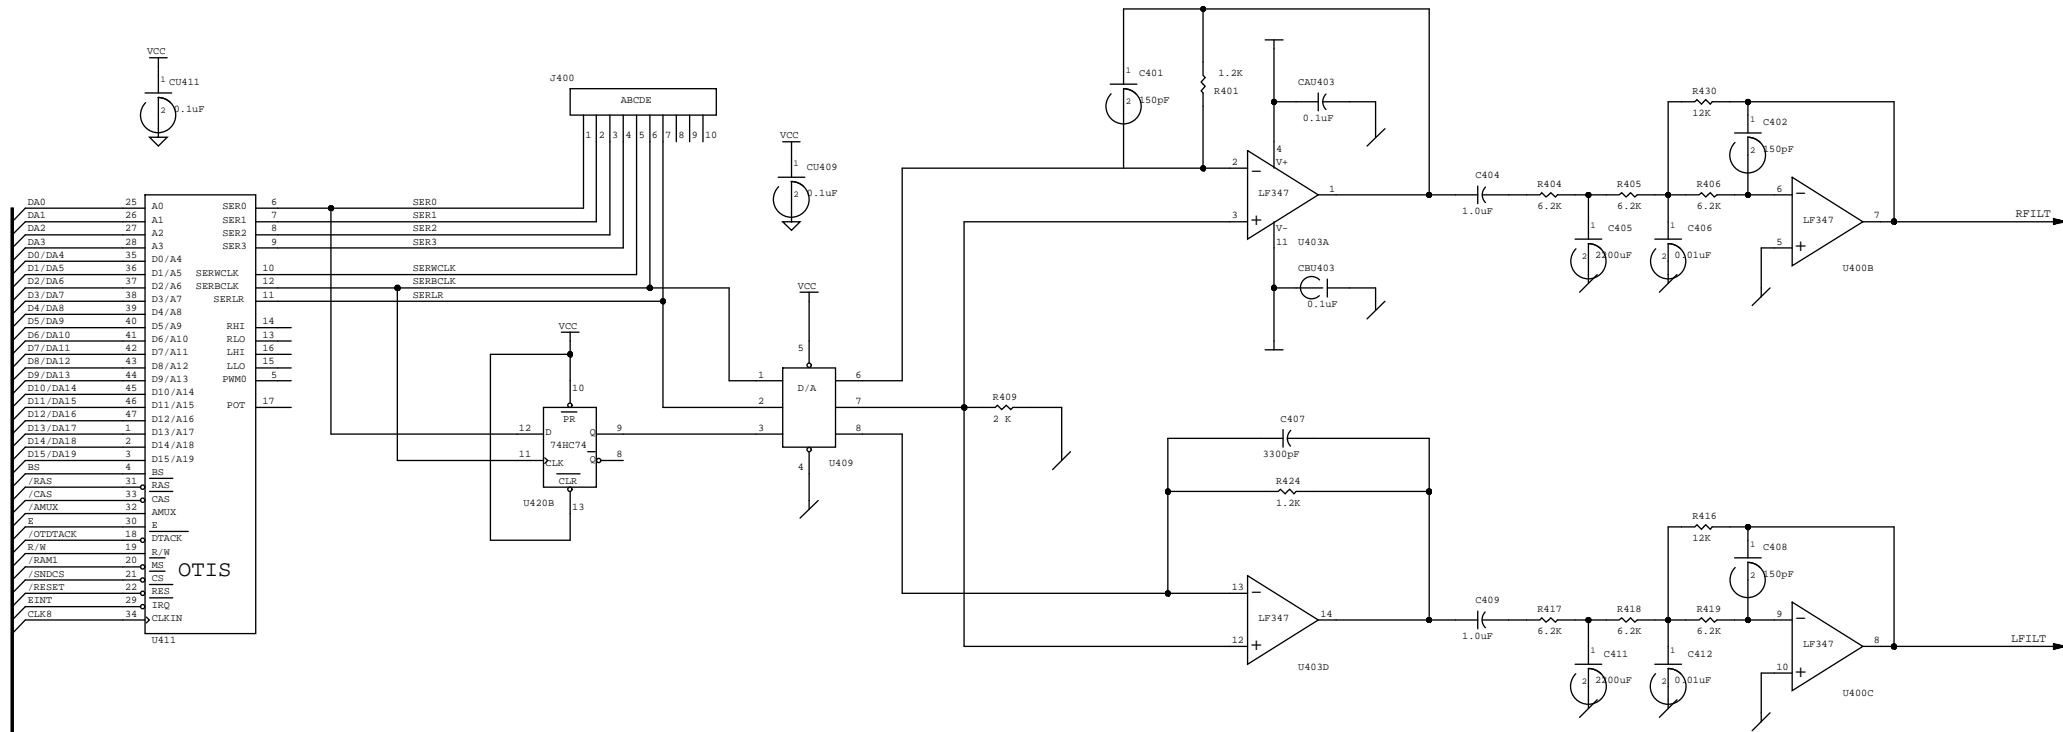 VCC
1
CU411
2
0.1uF
J400
ABCDE
1 2 3 4 5 6 7 8 9 10
VCC
1
CU409
2
0.1uF
DA0 25 A0 SER0 6 SER0
DA1 26 A1 SER1 7 SER1
DA2 27 A2 SER2 8 SER2
DA3 28 A3 SER3 9 SER3
D0/DA4 35 D0/A4
D1/DA5 36 D1/A5 SERWCLK 10 SERWCLK
D2/DA6 37 D2/A6 SERBCLK 12 SERBCLK
D3/DA7 38 D3/A7 SERLR 11 SERLR
D4/DA8 39 D4/A8
D5/DA9 40 D5/A9 RHI 14
D6/DA10 41 D6/A10 RLO 13
D7/DA11 42 D7/A11 LHI 16
D8/DA12 43 D8/A12 LLO 15
D9/DA13 44 D9/A13 PWM0 5
D10/DA14 45 D10/A14
D11/DA15 46 D11/A15 POT 17
D12/DA16 47 D12/A16
D13/DA17 1 D13/A17
D14/DA18 2 D14/A18
D15/DA19 3 D15/A19
BS 4 BS
/RAS 31 RAS
/CAS 33 CAS
/AMUX 32 AMUX
E 30 E
/OTDTACK 18 DTACK
R/W 19 R/W
/RAM1 20 MS
/SNDCS 21 CS
/RESET 22 RES
EINT 29 IRQ
CLK8 34 CLKIN
OTIS
U411
VCC
10
PR
12 D Q 9
74HC74
11 CLK Q 8
CLR
U420B 13
VCC
5
1 6
D/A
2 7
3 8
4 U409
R409
2 K
1 C401
2 150pF
1.2K
R401
CAU403
0.1uF
4
V+
2
LF347 1
3
V-
11 U403A
CBU403
0.1uF
C404
1.0uF
R404
6.2K
R405
6.2K
R406
6.2K
R430
12K
1 C402
2 150pF
1 C405
2 2200uF
1 C406
2 0.01uF
6
LF347 7
5
U400B
RFILT
C407
3300pF
R424
1.2K
13
LF347 14
12
U403D
C409
1.0uF
R417
6.2K
R418
6.2K
R419
6.2K
R416
12K
1 C408
2 150pF
1 C411
2 2200uF
1 C412
2 0.01uF
9
LF347 8
10
U400C
LFILT